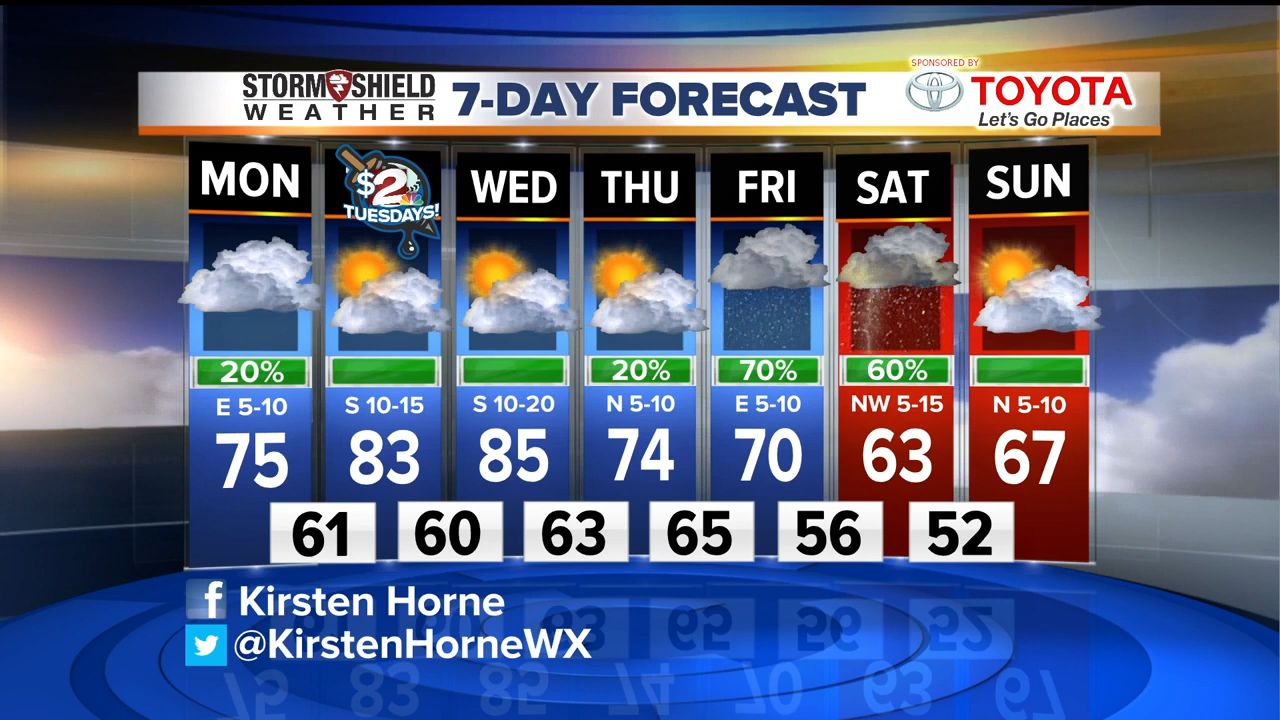 SPONSORED BY
STORM SHIELD
WEATHER
7-DAY FORECAST
TOYOTA
Let's Go Places
MON $2 TUESDAYS! WED THU FRI SAT SUN
20% 20% 70% 60%
E 5-10 S 10-15 S 10-20 N 5-10 E 5-10 NW 5-15 N 5-10
75 83 85 74 70 63 67
61 60 63 65 56 52
f Kirsten Horne
@KirstenHorneWX